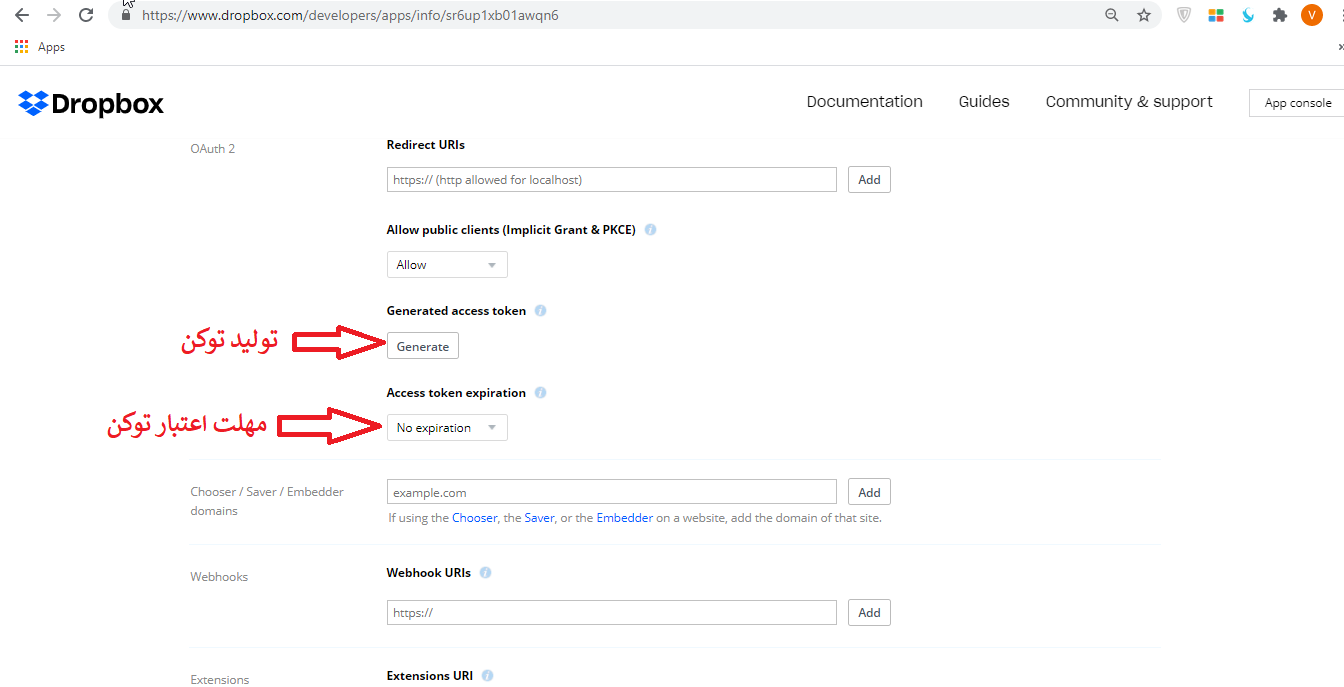 https://www.dropbox.com/developers/apps/info/sr6up1xb01awqn6
V
Apps
»
Dropbox
Documentation
Guides
Community & support
App console
OAuth 2
Redirect URIs
https:// (http allowed for localhost)
Add
Allow public clients (Implicit Grant & PKCE)
Allow
Generated access token
تولید توکن
Generate
Access token expiration
مهلت اعتبار توکن
No expiration
Chooser / Saver / Embedder
domains
example.com
Add
If using the Chooser, the Saver, or the Embedder on a website, add the domain of that site.
Webhooks
Webhook URIs
https://
Add
Extensions
Extensions URI